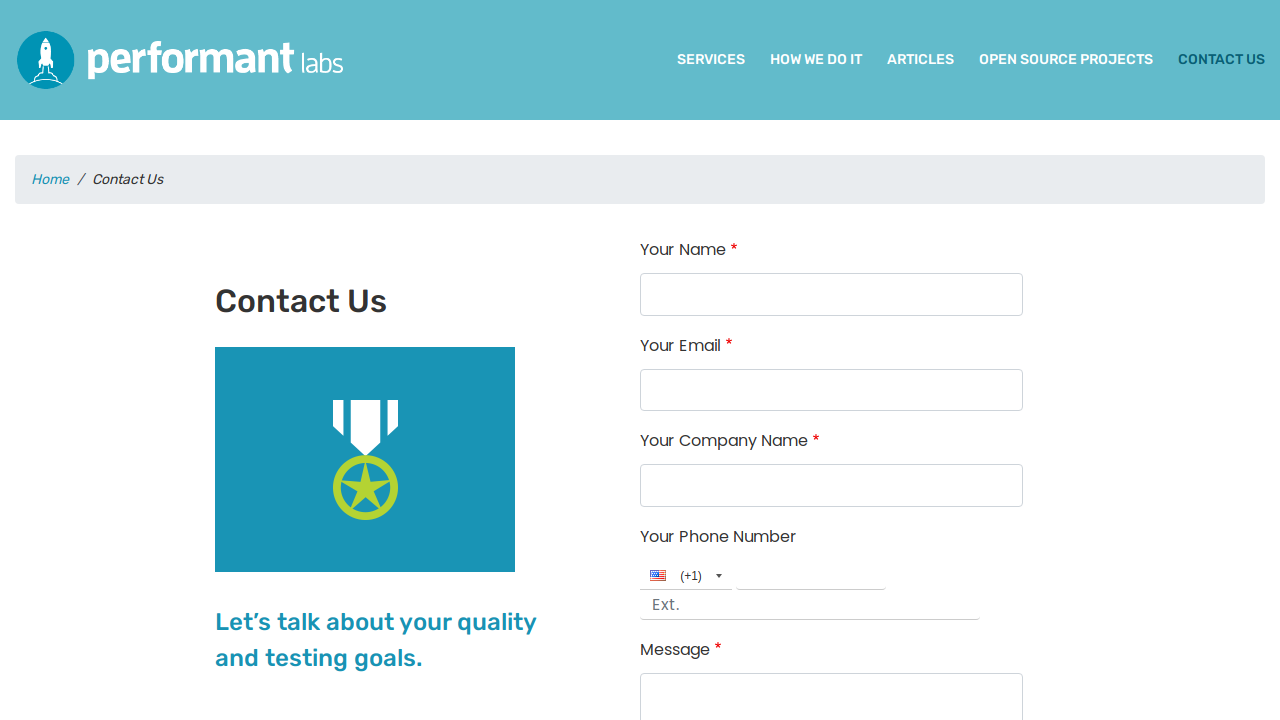 performant labs
SERVICES HOW WE DO IT ARTICLES OPEN SOURCE PROJECTS CONTACT US
Home / Contact Us
Contact Us
Let’s talk about your quality
and testing goals.
Your Name *
Your Email *
Your Company Name *
Your Phone Number
(+1)
Ext.
Message *